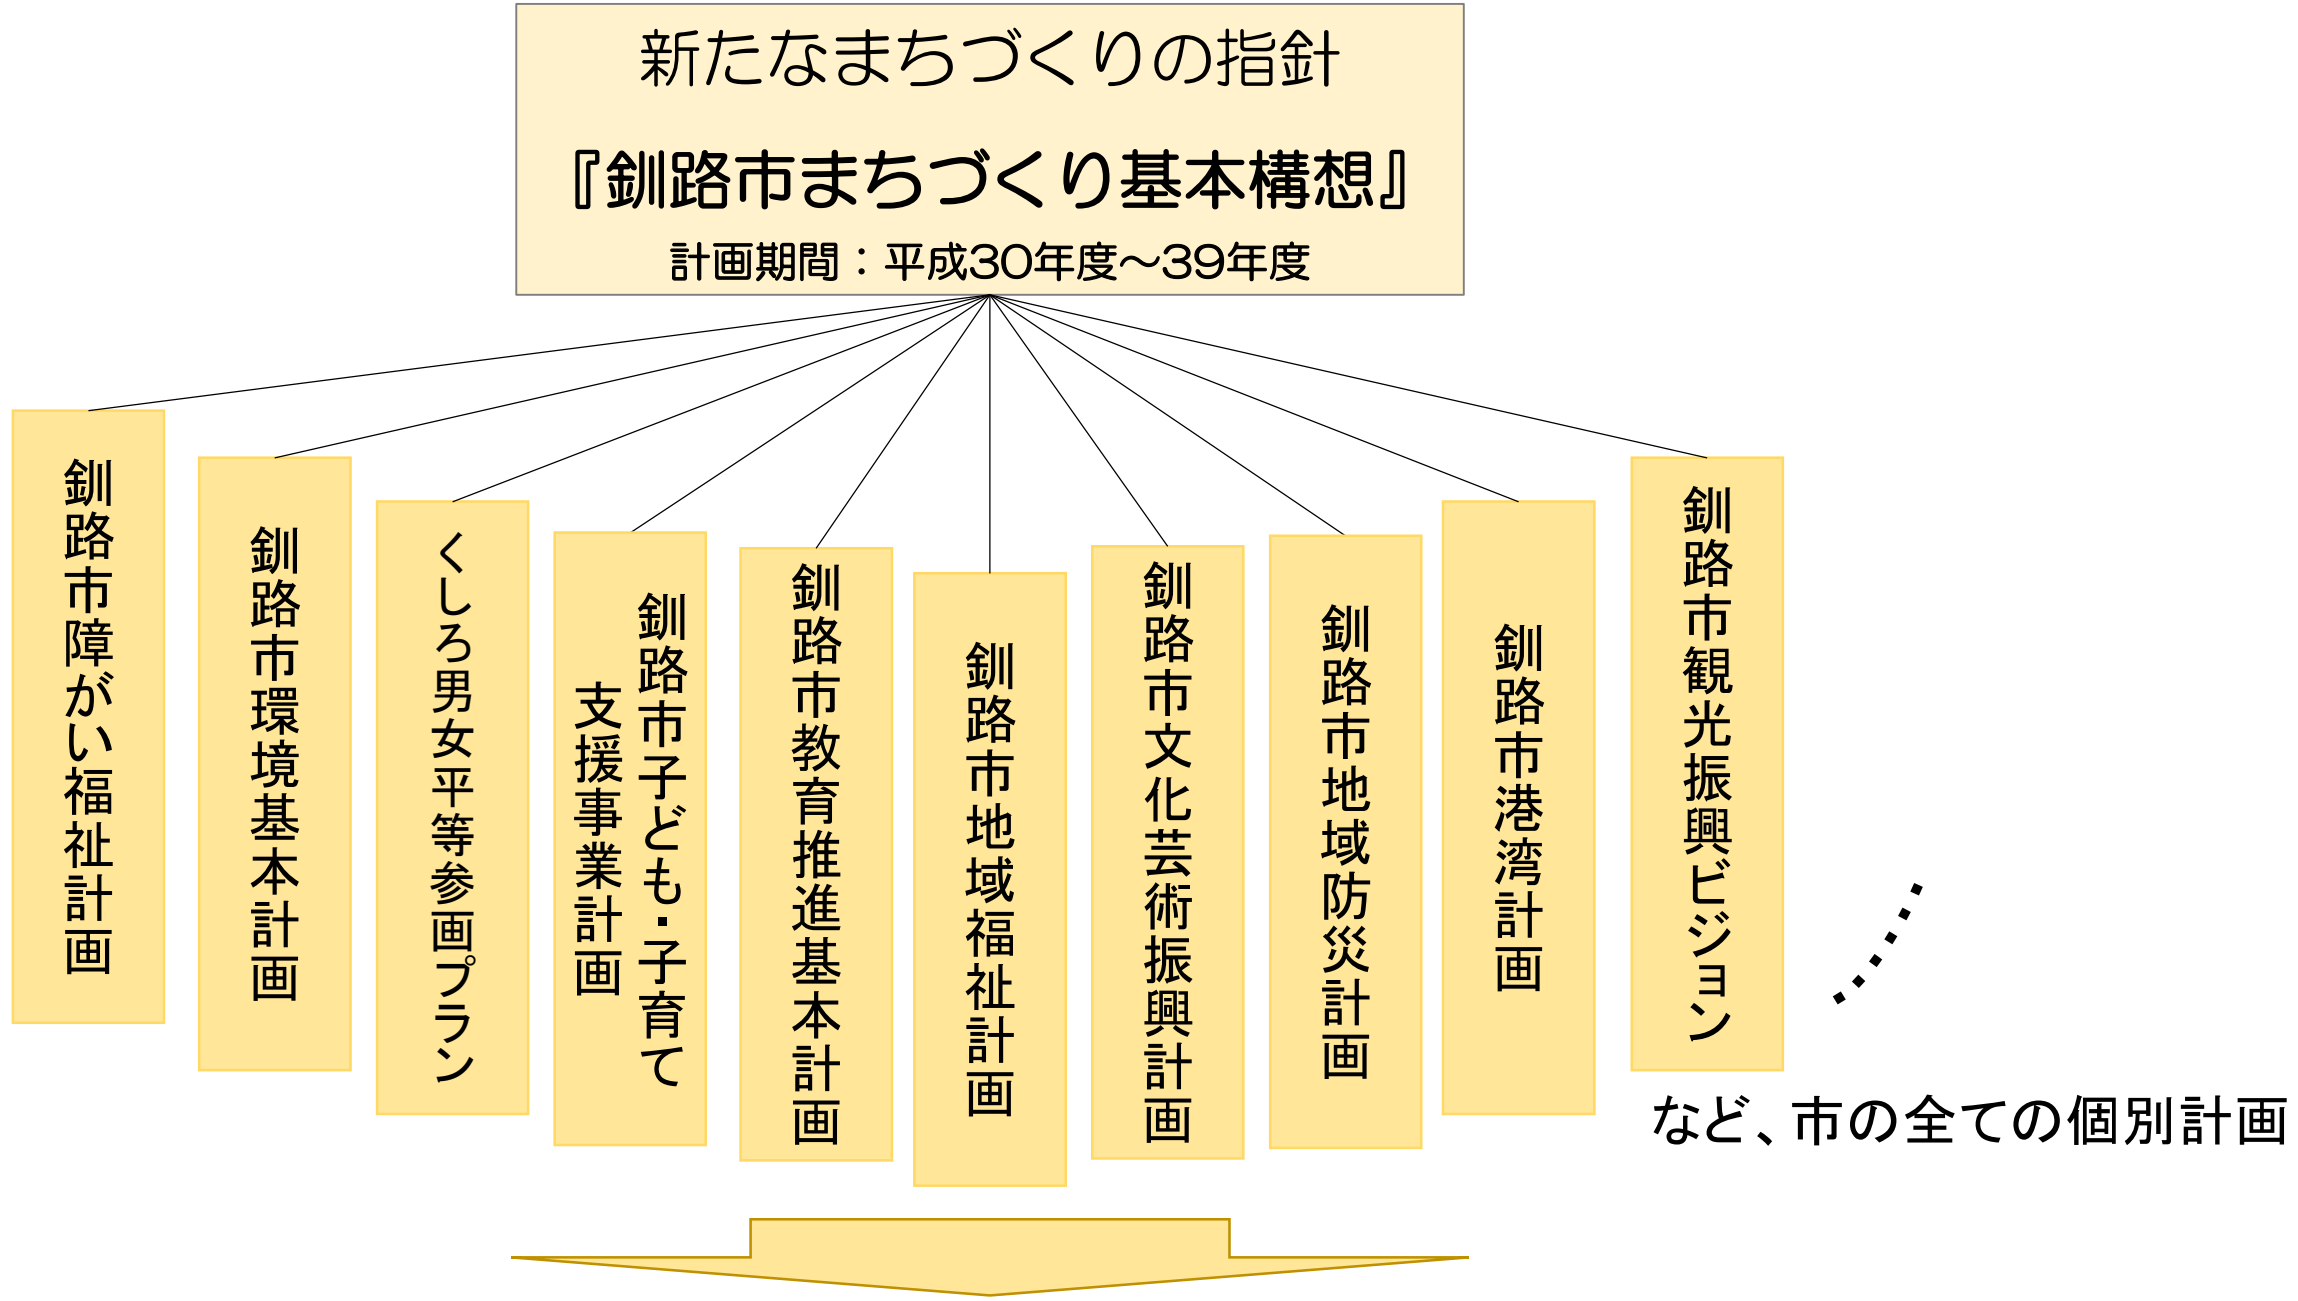 新たなまちづくりの指針
『釧路市まちづくり基本構想』
計画期間：平成30年度～39年度
釧路市障がい福祉計画
釧路市環境基本計画
くしろ男女平等参画プラン
釧路市子ども・子育て
支援事業計画
釧路市教育推進基本計画
釧路市地域福祉計画
釧路市文化芸術振興計画
釧路市地域防災計画
釧路市港湾計画
釧路市観光振興ビジョン
など、市の全ての個別計画